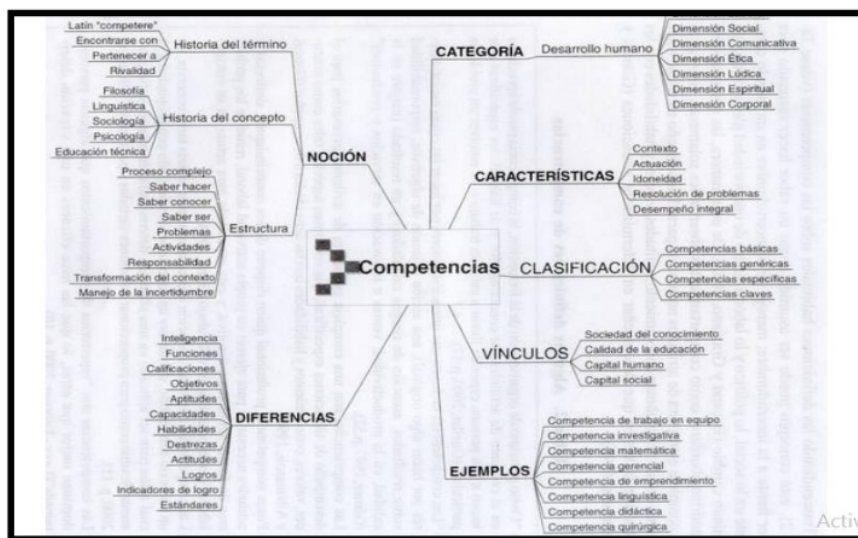 Latín "competere"
Encontrarse con
Pertenecer a
Rivalidad
Historia del término
Filosofía
Linguística
Sociología
Psicología
Educación técnica
Historia del concepto
Proceso complejo
Saber hacer
Saber conocer
Saber ser
Problemas
Actividades
Responsabilidad
Transformación del contexto
Manejo de la incertidumbre
Estructura
NOCIÓN
Inteligencia
Funciones
Calificaciones
Objetivos
Aptitudes
Capacidades
Habilidades
Destrezas
Actitudes
Logros
Indicadores de logro
Estándares
DIFERENCIAS
Competencias
CATEGORÍA
Desarrollo humano
Dimensión Social
Dimensión Comunicativa
Dimensión Ética
Dimensión Lúdica
Dimensión Espiritual
Dimensión Corporal
CARACTERÍSTICAS
Contexto
Actuación
Idoneidad
Resolución de problemas
Desempeño integral
CLASIFICACIÓN
Competencias básicas
Competencias genéricas
Competencias específicas
Competencias claves
VÍNCULOS
Sociedad del conocimiento
Calidad de la educación
Capital humano
Capital social
EJEMPLOS
Competencia de trabajo en equipo
Competencia investigativa
Competencia matemática
Competencia gerencial
Competencia de emprendimiento
Competencia linguística
Competencia didáctica
Competencia quirúrgica
Activ